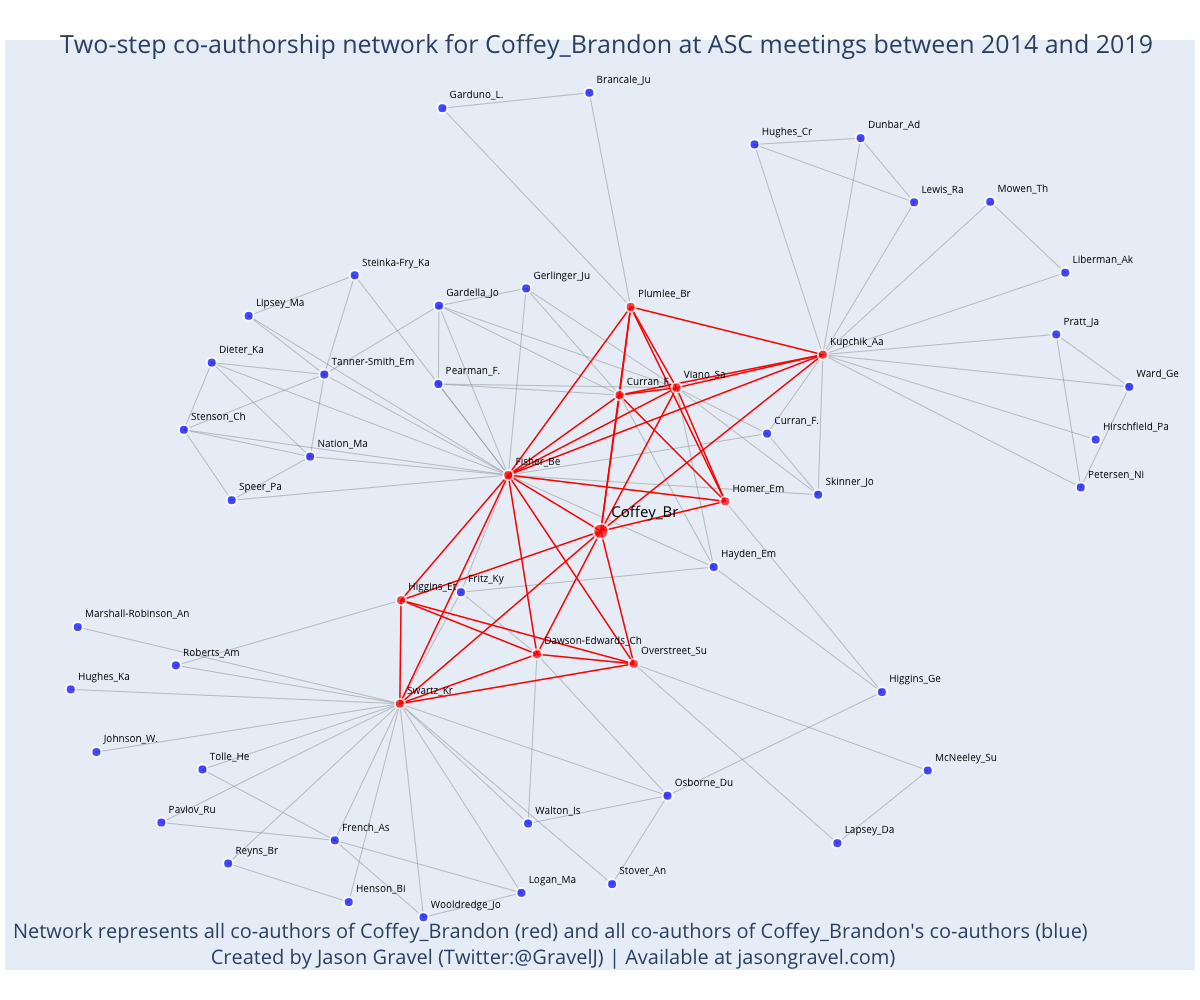 Two-step co-authorship network for Coffey_Brandon at ASC meetings between 2014 and 2019
Brancale_Ju
Garduno_L.
Dunbar_Ad
Hughes_Cr
Lewis_Ra
Mowen_Th
Liberman_Ak
Steinka-Fry_Ka
Gerlinger_Ju
Gardella_Jo
Plumlee_Br
Lipsey_Ma
Pratt_Ja
Kupchik_Aa
Dieter_Ka
Tanner-Smith_Em
Pearman_F.
Viano_Sa
Curran_F.
Ward_Ge
Stenson_Ch
Curran_F.
Hirschfield_Pa
Nation_Ma
Fisher_Be
Petersen_Ni
Skinner_Jo
Speer_Pa
Homer_Em
Coffey_Br
Hayden_Em
Fritz_Ky
Higgins_Et
Marshall-Robinson_An
Dawson-Edwards_Ch
Overstreet_Su
Roberts_Am
Hughes_Ka
Swartz_Kr
Higgins_Ge
Johnson_W.
Tolle_He
McNeeley_Su
Osborne_Du
Pavlov_Ru
Walton_Is
French_As
Lapsey_Da
Reyns_Br
Stover_An
Logan_Ma
Henson_Bi
Wooldredge_Jo
Network represents all co-authors of Coffey_Brandon (red) and all co-authors of Coffey_Brandon's co-authors (blue)
Created by Jason Gravel (Twitter:@GravelJ) | Available at jasongravel.com)